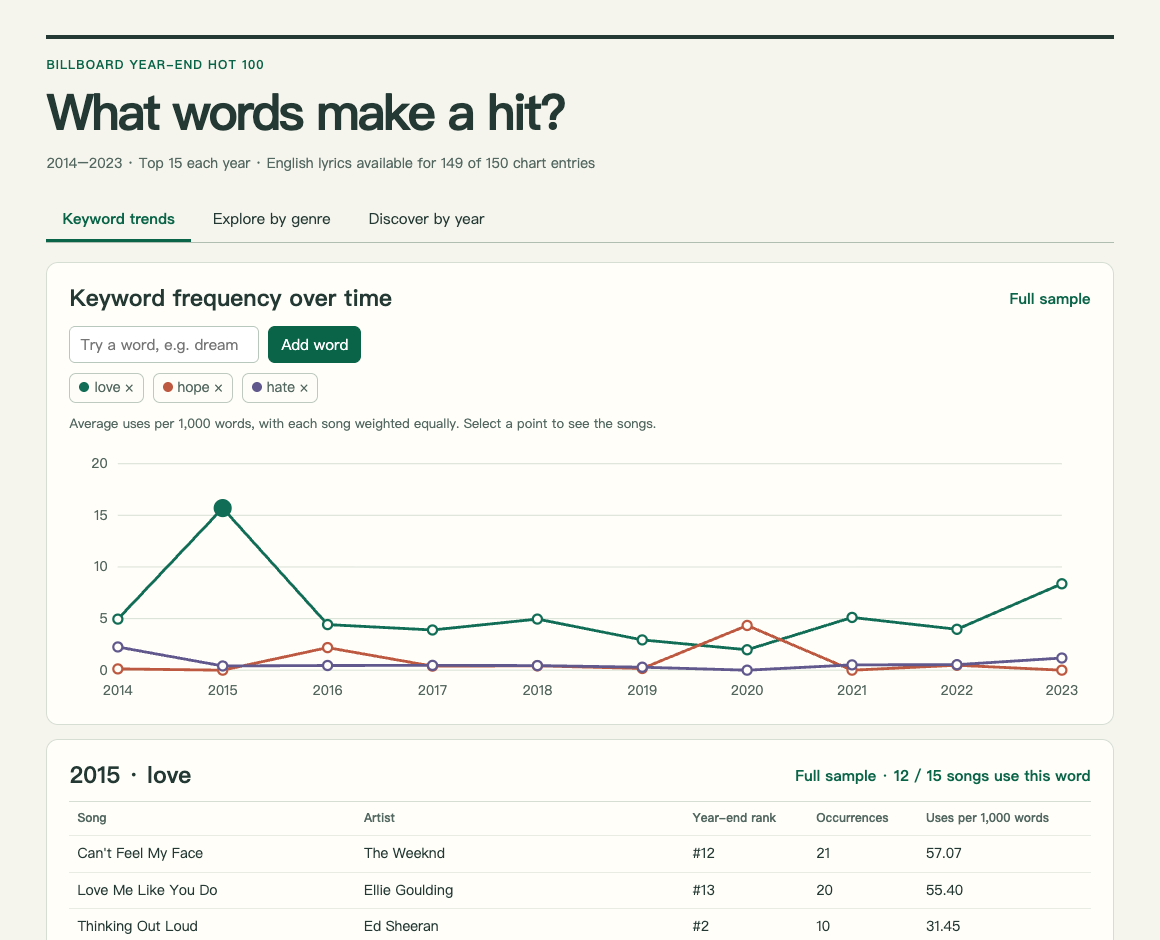 BILLBOARD YEAR–END HOT 100
What words make a hit?
2014—2023 · Top 15 each year · English lyrics available for 149 of 150 chart entries
Keyword trends Explore by genre Discover by year
Keyword frequency over time Full sample
Try a word, e.g. dream Add word
love × hope × hate ×
Average uses per 1,000 words, with each song weighted equally. Select a point to see the songs.
20
15
10
5
0
2014 2015 2016 2017 2018 2019 2020 2021 2022 2023
2015 · love Full sample · 12 / 15 songs use this word
Song Artist Year–end rank Occurrences Uses per 1,000 words
Can't Feel My Face The Weeknd #12 21 57.07
Love Me Like You Do Ellie Goulding #13 20 55.40
Thinking Out Loud Ed Sheeran #2 10 31.45